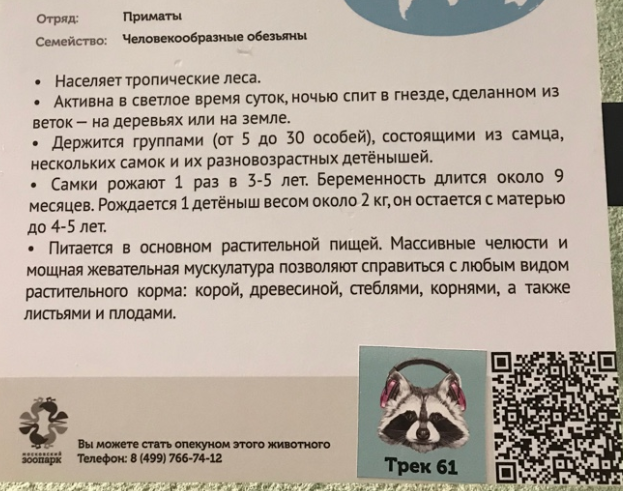 Отряд: Приматы
Семейство: Человекообразные обезьяны
• Населяет тропические леса.
• Активна в светлое время суток, ночью спит в гнезде, сделанном из
веток — на деревьях или на земле.
• Держится группами (от 5 до 30 особей), состоящими из самца,
нескольких самок и их разновозрастных детёнышей.
• Самки рожают 1 раз в 3-5 лет. Беременность длится около 9
месяцев. Рождается 1 детёныш весом около 2 кг, он остается с матерью
до 4-5 лет.
• Питается в основном растительной пищей. Массивные челюсти и
мощная жевательная мускулатура позволяют справиться с любым видом
растительного корма: корой, древесиной, стеблями, корнями, а также
листьями и плодами.
московский
зоопарк
Вы можете стать опекуном этого животного
Телефон: 8 (499) 766-74-12
Трек 61